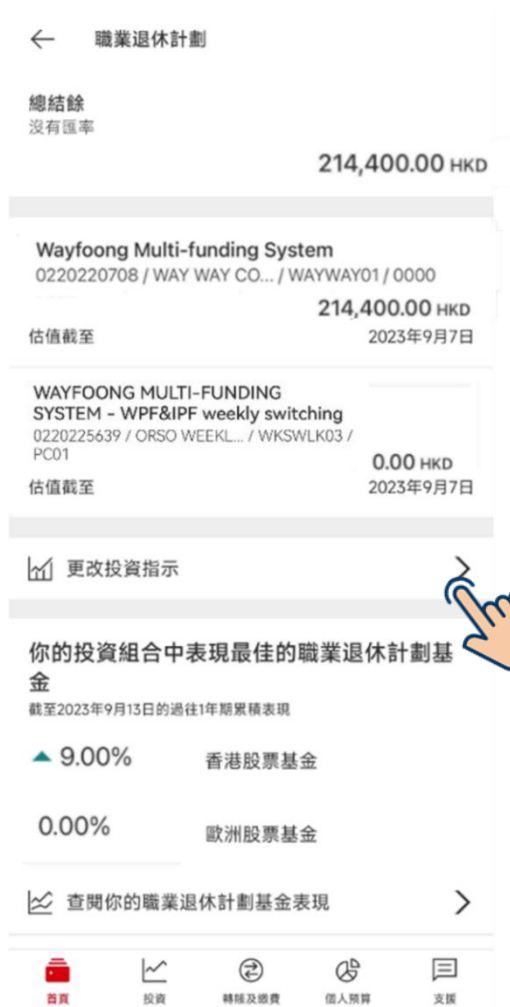 職業退休計劃
總結餘
沒有匯率
214,400.00 HKD
Wayfoong Multi-funding System
0220220708 / WAY WAY CO... / WAYWAY01 / 0000
214,400.00 HKD
估值截至 2023年9月7日
WAYFOONG MULTI-FUNDING
SYSTEM - WPF&IPF weekly switching
0220225639 / ORSO WEEKL... / WKSWLK03 /
PC01
0.00 HKD
估值截至 2023年9月7日
更改投資指示
你的投資組合中表現最佳的職業退休計劃基
金
截至2023年9月13日的過往1年期累積表現
9.00% 香港股票基金
0.00% 歐洲股票基金
查閱你的職業退休計劃基金表現
首頁 投資 轉賬及繳費 個人預算 支援